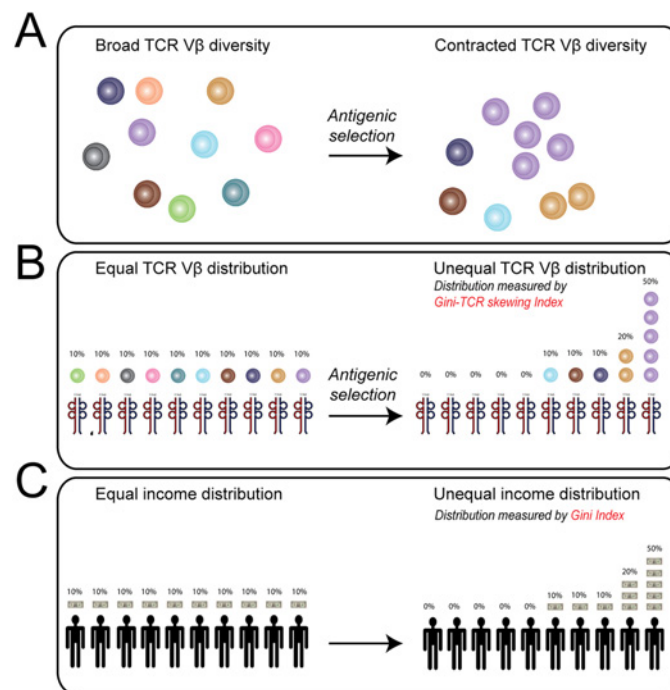 A
Broad TCR Vβ diversity
Contracted TCR Vβ diversity
Antigenic
selection
B
Equal TCR Vβ distribution
Unequal TCR Vβ distribution
Distribution measured by
Gini-TCR skewing Index
50%
20%
10% 10% 10% 10% 10% 10% 10% 10% 10% 10%
Antigenic
selection
0% 0% 0% 0% 0% 10% 10% 10%
C
Equal income distribution
Unequal income distribution
Distribution measured by Gini Index
50%
20%
10% 10% 10% 10% 10% 10% 10% 10% 10% 10%
0% 0% 0% 0% 0% 10% 10% 10%